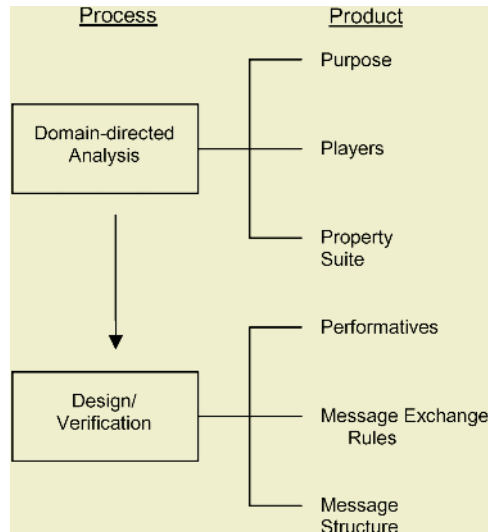 Process
Product
Purpose
Domain-directed
Analysis
Players
Property
Suite
Performatives
Design/
Verification
Message Exchange
Rules
Message
Structure